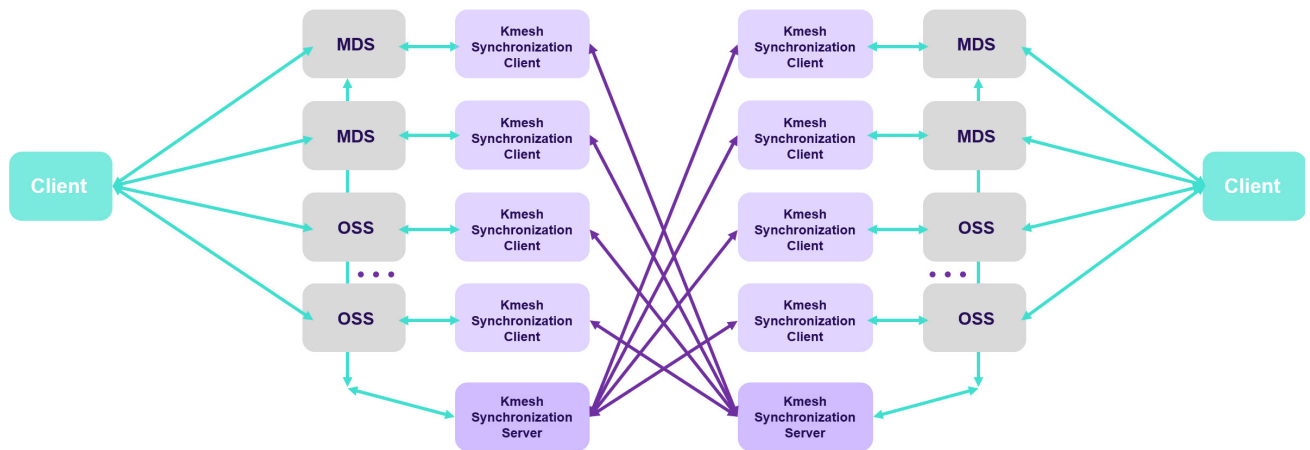 Client
MDS
MDS
OSS
OSS
Kmesh
Synchronization
Client
Kmesh
Synchronization
Client
Kmesh
Synchronization
Client
Kmesh
Synchronization
Client
Kmesh
Synchronization
Server
Kmesh
Synchronization
Client
Kmesh
Synchronization
Client
Kmesh
Synchronization
Client
Kmesh
Synchronization
Client
Kmesh
Synchronization
Server
MDS
MDS
OSS
OSS
Client